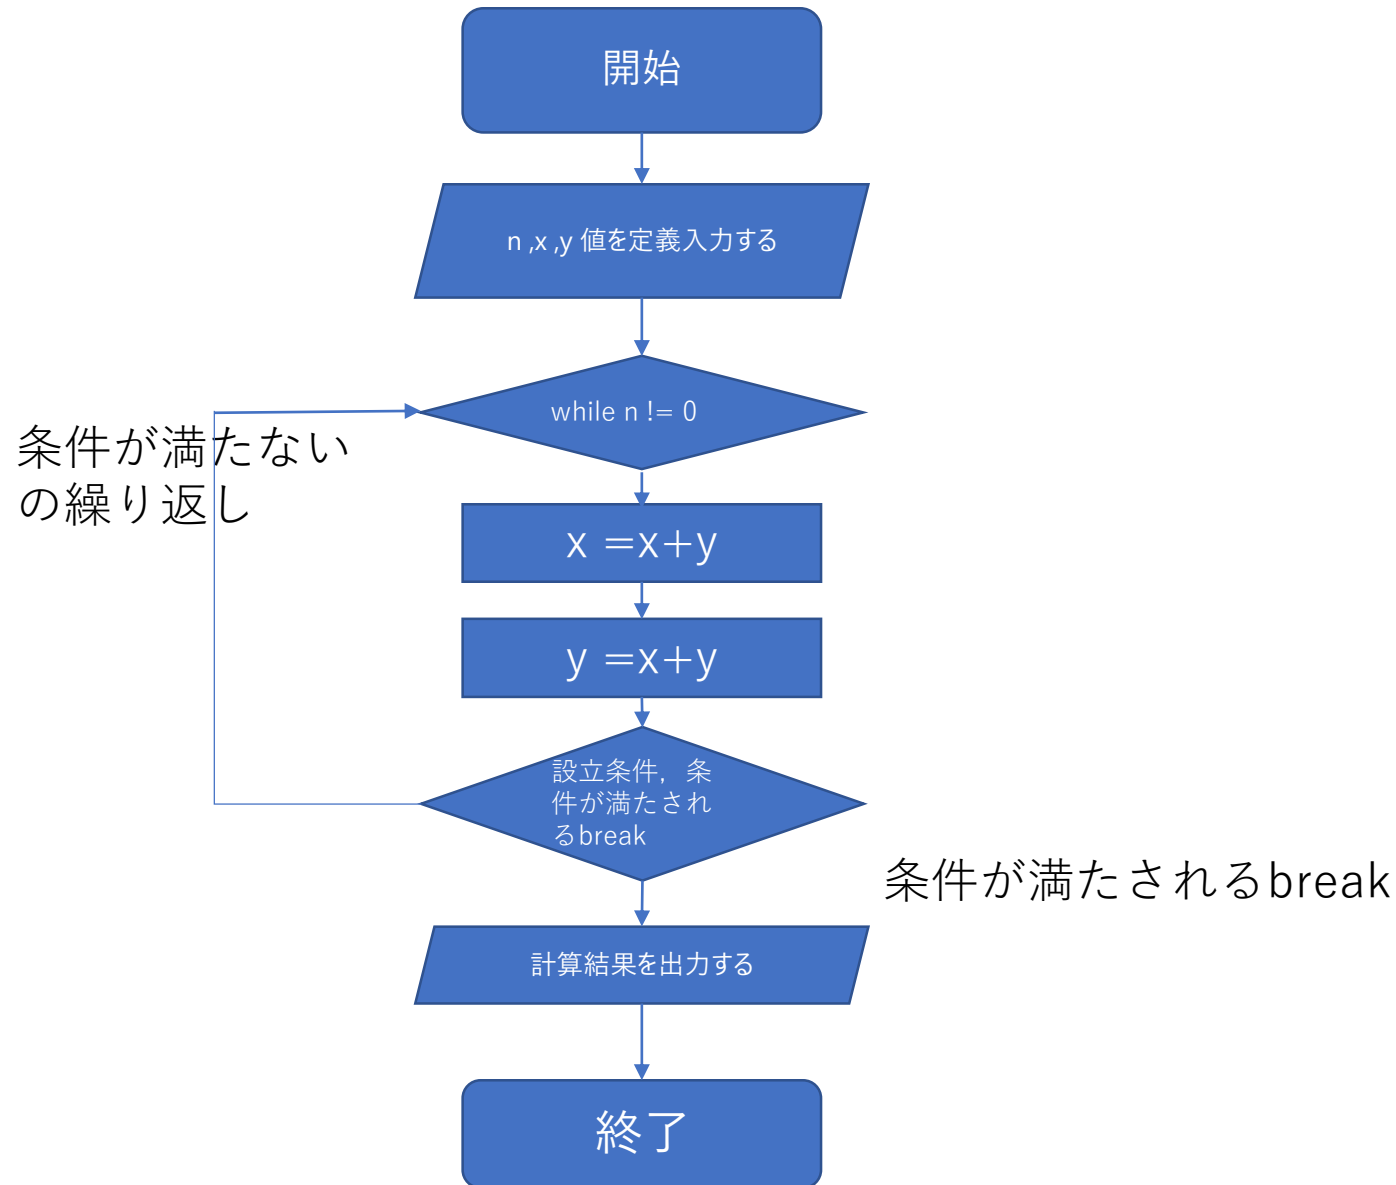 開始
n ,x ,y 値を定義入力する
while n != 0
条件が満たない
の繰り返し
x =x+y
y =x+y
設立条件，条
件が満たされ
るbreak
条件が満たされるbreak
計算結果を出力する
終了